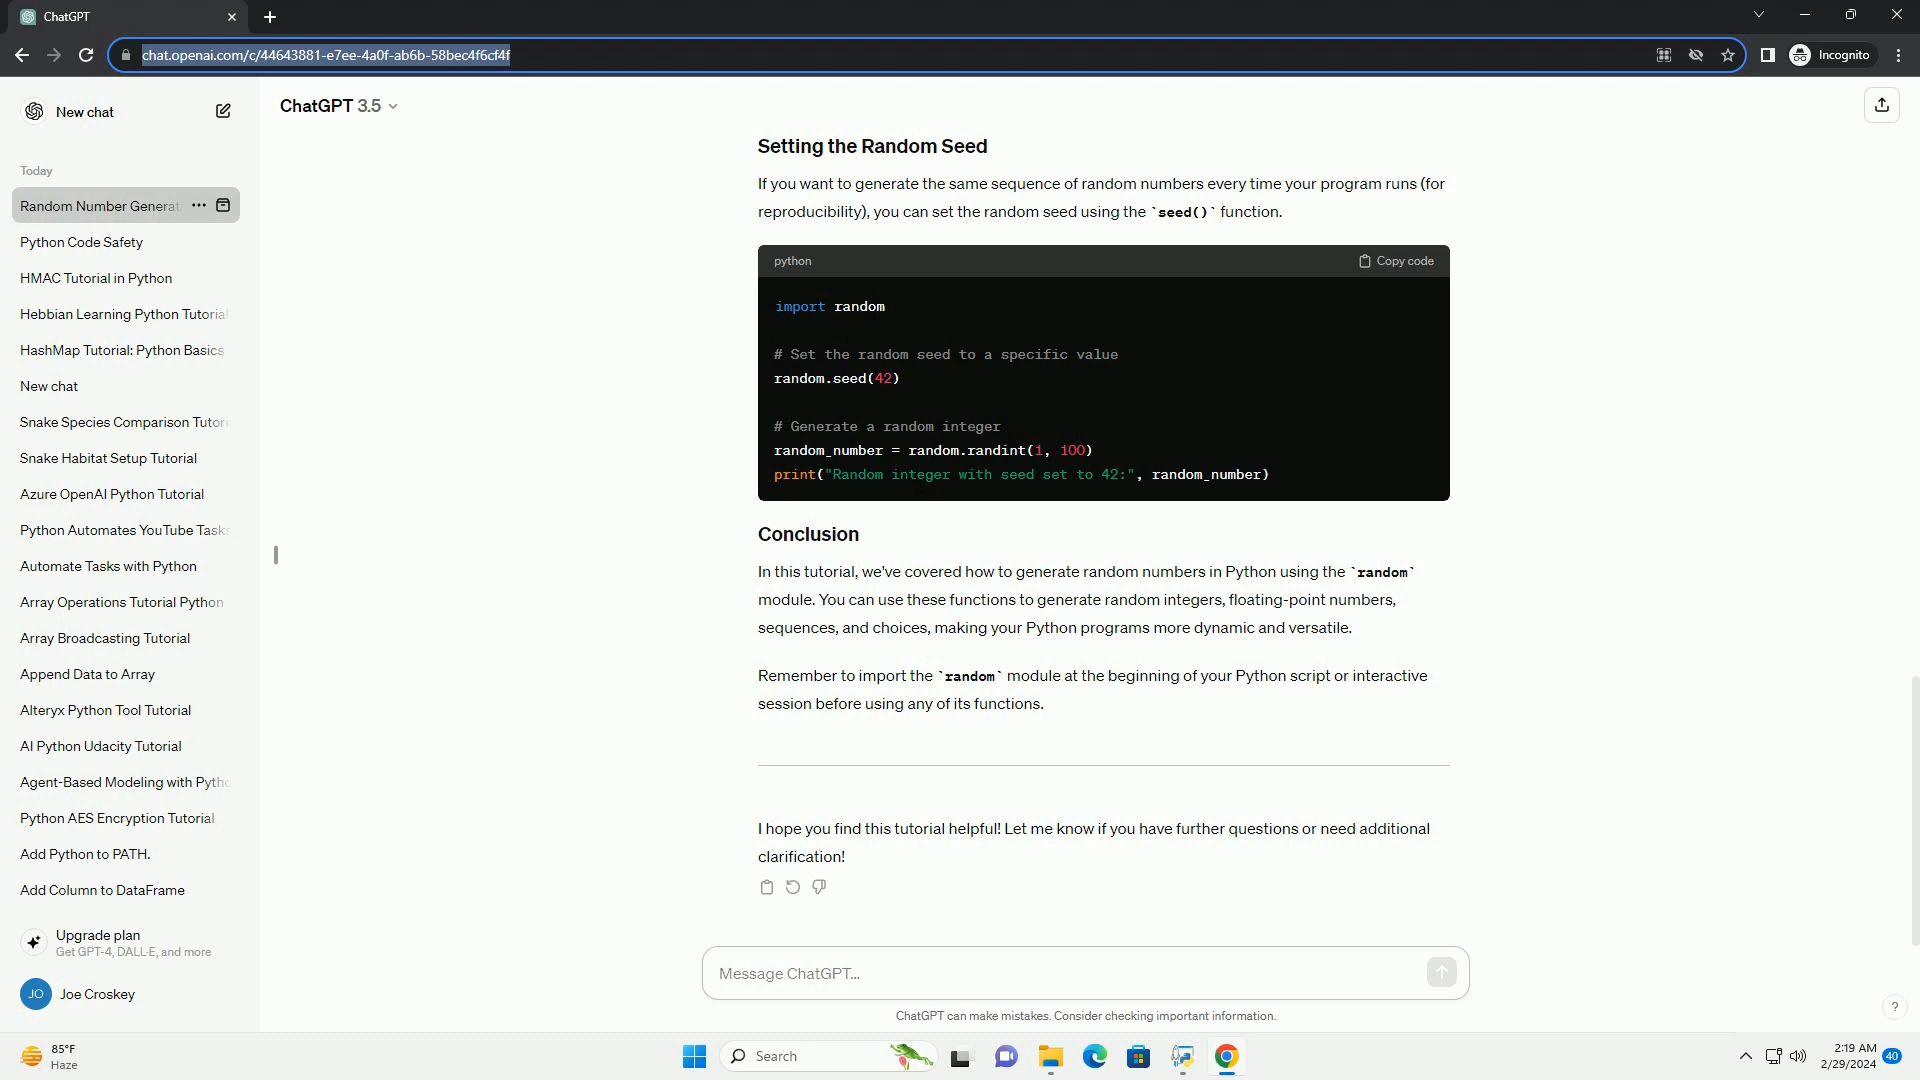 ChatGPT
chat.openai.com/c/44643881-e7ee-4a0f-ab6b-58bec4f6cf4f
Incognito
New chat
ChatGPT 3.5
Today
Random Number Generat
Python Code Safety
HMAC Tutorial in Python
Hebbian Learning Python Tutorial
HashMap Tutorial: Python Basics
New chat
Snake Species Comparison Tutori
Snake Habitat Setup Tutorial
Azure OpenAI Python Tutorial
Python Automates YouTube Tasks
Automate Tasks with Python
Array Operations Tutorial Python
Array Broadcasting Tutorial
Append Data to Array
Alteryx Python Tool Tutorial
AI Python Udacity Tutorial
Agent-Based Modeling with Pytho
Python AES Encryption Tutorial
Add Python to PATH.
Add Column to DataFrame
Upgrade plan
Get GPT-4, DALL·E, and more
JO Joe Croskey
Setting the Random Seed
If you want to generate the same sequence of random numbers every time your program runs (for
reproducibility), you can set the random seed using the `seed()` function.
python
Copy code
import random
# Set the random seed to a specific value
random.seed(42)
# Generate a random integer
random_number = random.randint(1, 100)
print("Random integer with seed set to 42:", random_number)
Conclusion
In this tutorial, we've covered how to generate random numbers in Python using the `random`
module. You can use these functions to generate random integers, floating-point numbers,
sequences, and choices, making your Python programs more dynamic and versatile.
Remember to import the `random` module at the beginning of your Python script or interactive
session before using any of its functions.
I hope you find this tutorial helpful! Let me know if you have further questions or need additional
clarification!
Message ChatGPT...
ChatGPT can make mistakes. Consider checking important information.
?
85°F
Haze
Search
2:19 AM
2/29/2024
40